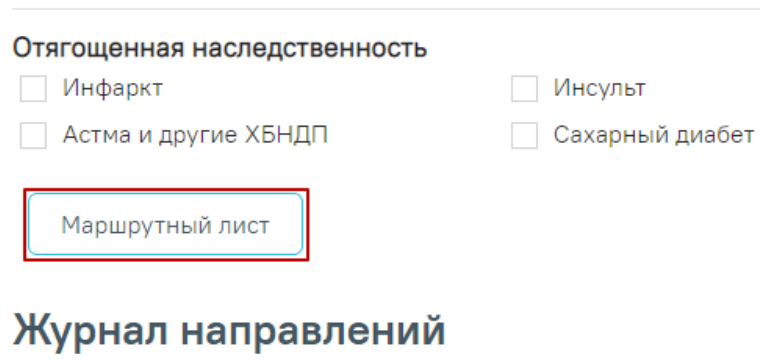 Отягощенная наследственность
Инфаркт
Инсульт
Астма и другие ХБНДП
Сахарный диабет
Маршрутный лист
Журнал направлений